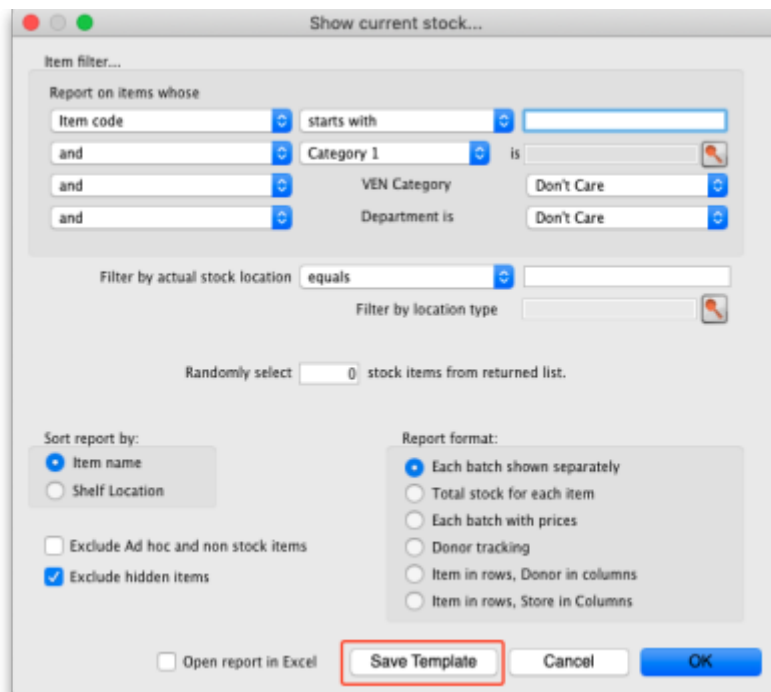 Show current stock...
Item filter...
Report on items whose
Item code starts with
and Category 1 is
and VEN Category Don't Care
and Department is Don't Care
Filter by actual stock location equals
Filter by location type
Randomly select 0 stock items from returned list.
Sort report by:
Item name
Shelf Location
Exclude Ad hoc and non stock items
Exclude hidden items
Report format:
Each batch shown separately
Total stock for each item
Each batch with prices
Donor tracking
Item in rows, Donor in columns
Item in rows, Store in Columns
Open report in Excel Save Template Cancel OK